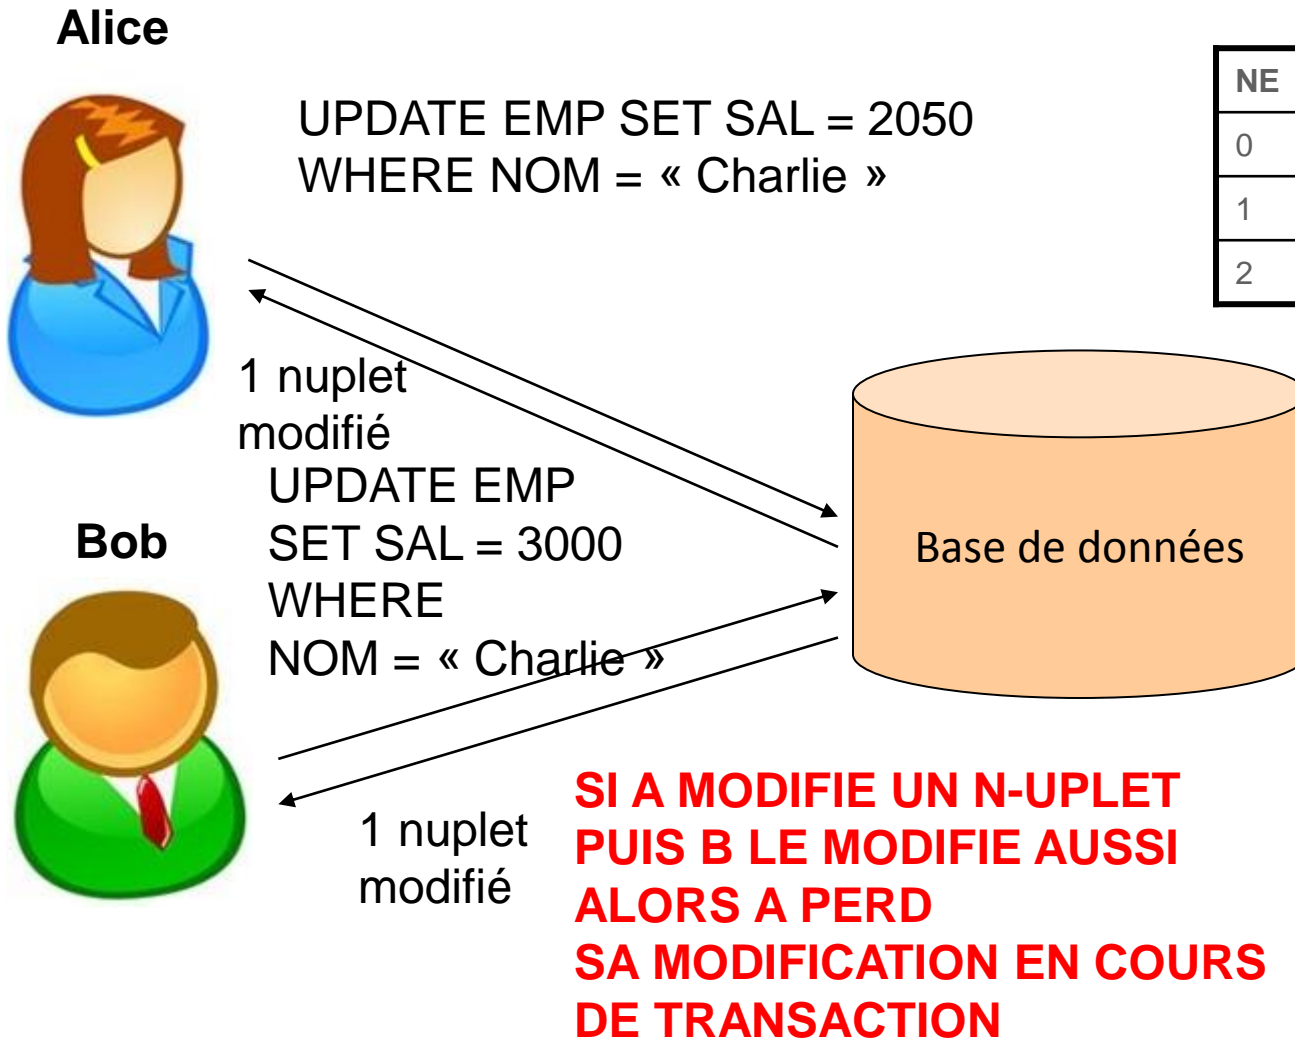 Alice
UPDATE EMP SET SAL = 2050
WHERE NOM = « Charlie »
NE
0
1
2
1 nuplet
modifié
UPDATE EMP
SET SAL = 3000
WHERE
NOM = « Charlie »
Bob
Base de données
1 nuplet
modifié
SI A MODIFIE UN N-UPLET
PUIS B LE MODIFIE AUSSI
ALORS A PERD
SA MODIFICATION EN COURS
DE TRANSACTION